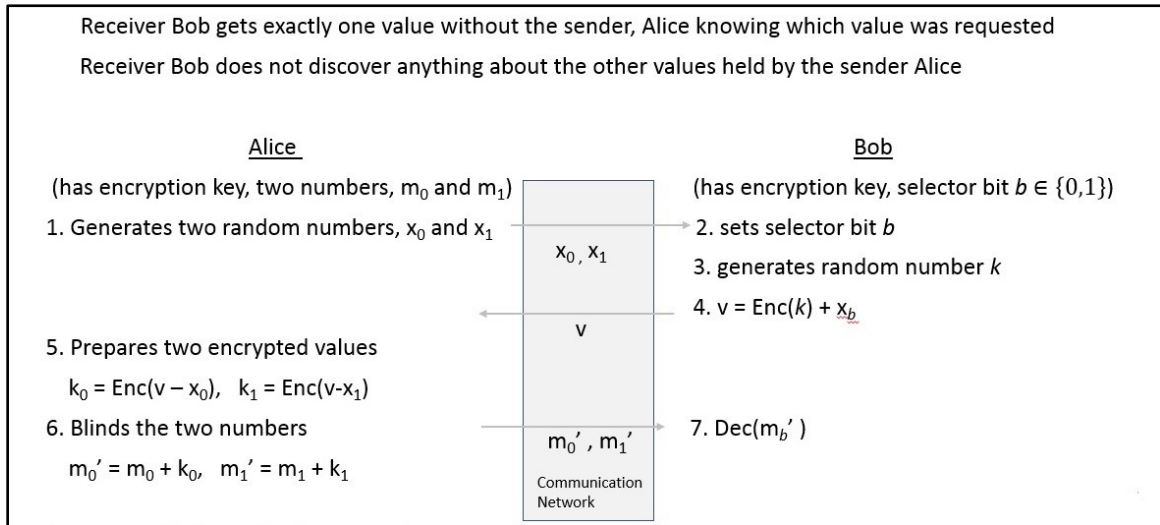 Receiver Bob gets exactly one value without the sender, Alice knowing which value was requested
Receiver Bob does not discover anything about the other values held by the sender Alice
Alice
(has encryption key, two numbers, m₀ and m₁)
1. Generates two random numbers, x₀ and x₁
5. Prepares two encrypted values
k₀ = Enc(v – x₀), k₁ = Enc(v-x₁)
6. Blinds the two numbers
m₀' = m₀ + k₀, m₁' = m₁ + k₁
x₀ , x₁
v
m₀' , m₁'
Communication
Network
Bob
(has encryption key, selector bit b ∈ {0,1})
2. sets selector bit b
3. generates random number k
4. v = Enc(k) + x_b
7. Dec(m_b' )